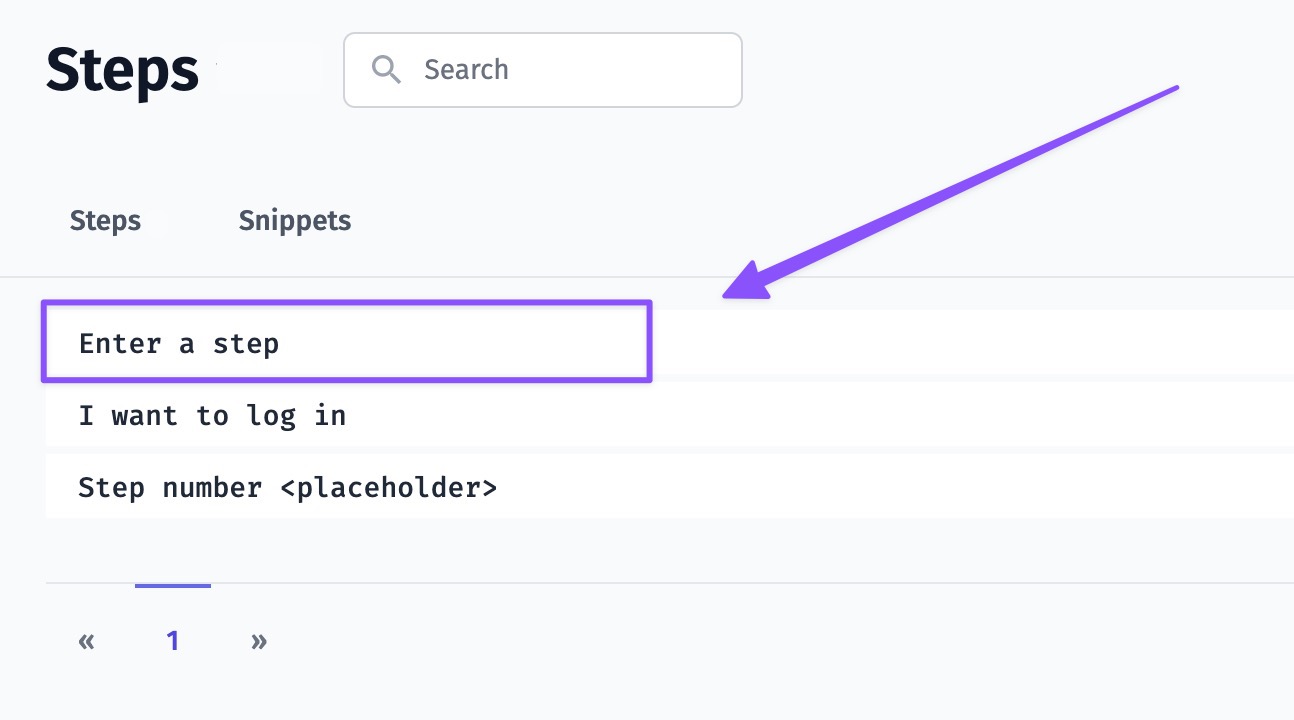 Steps
Search
Steps Snippets
Enter a step
I want to log in
Step number <placeholder>
« 1 »